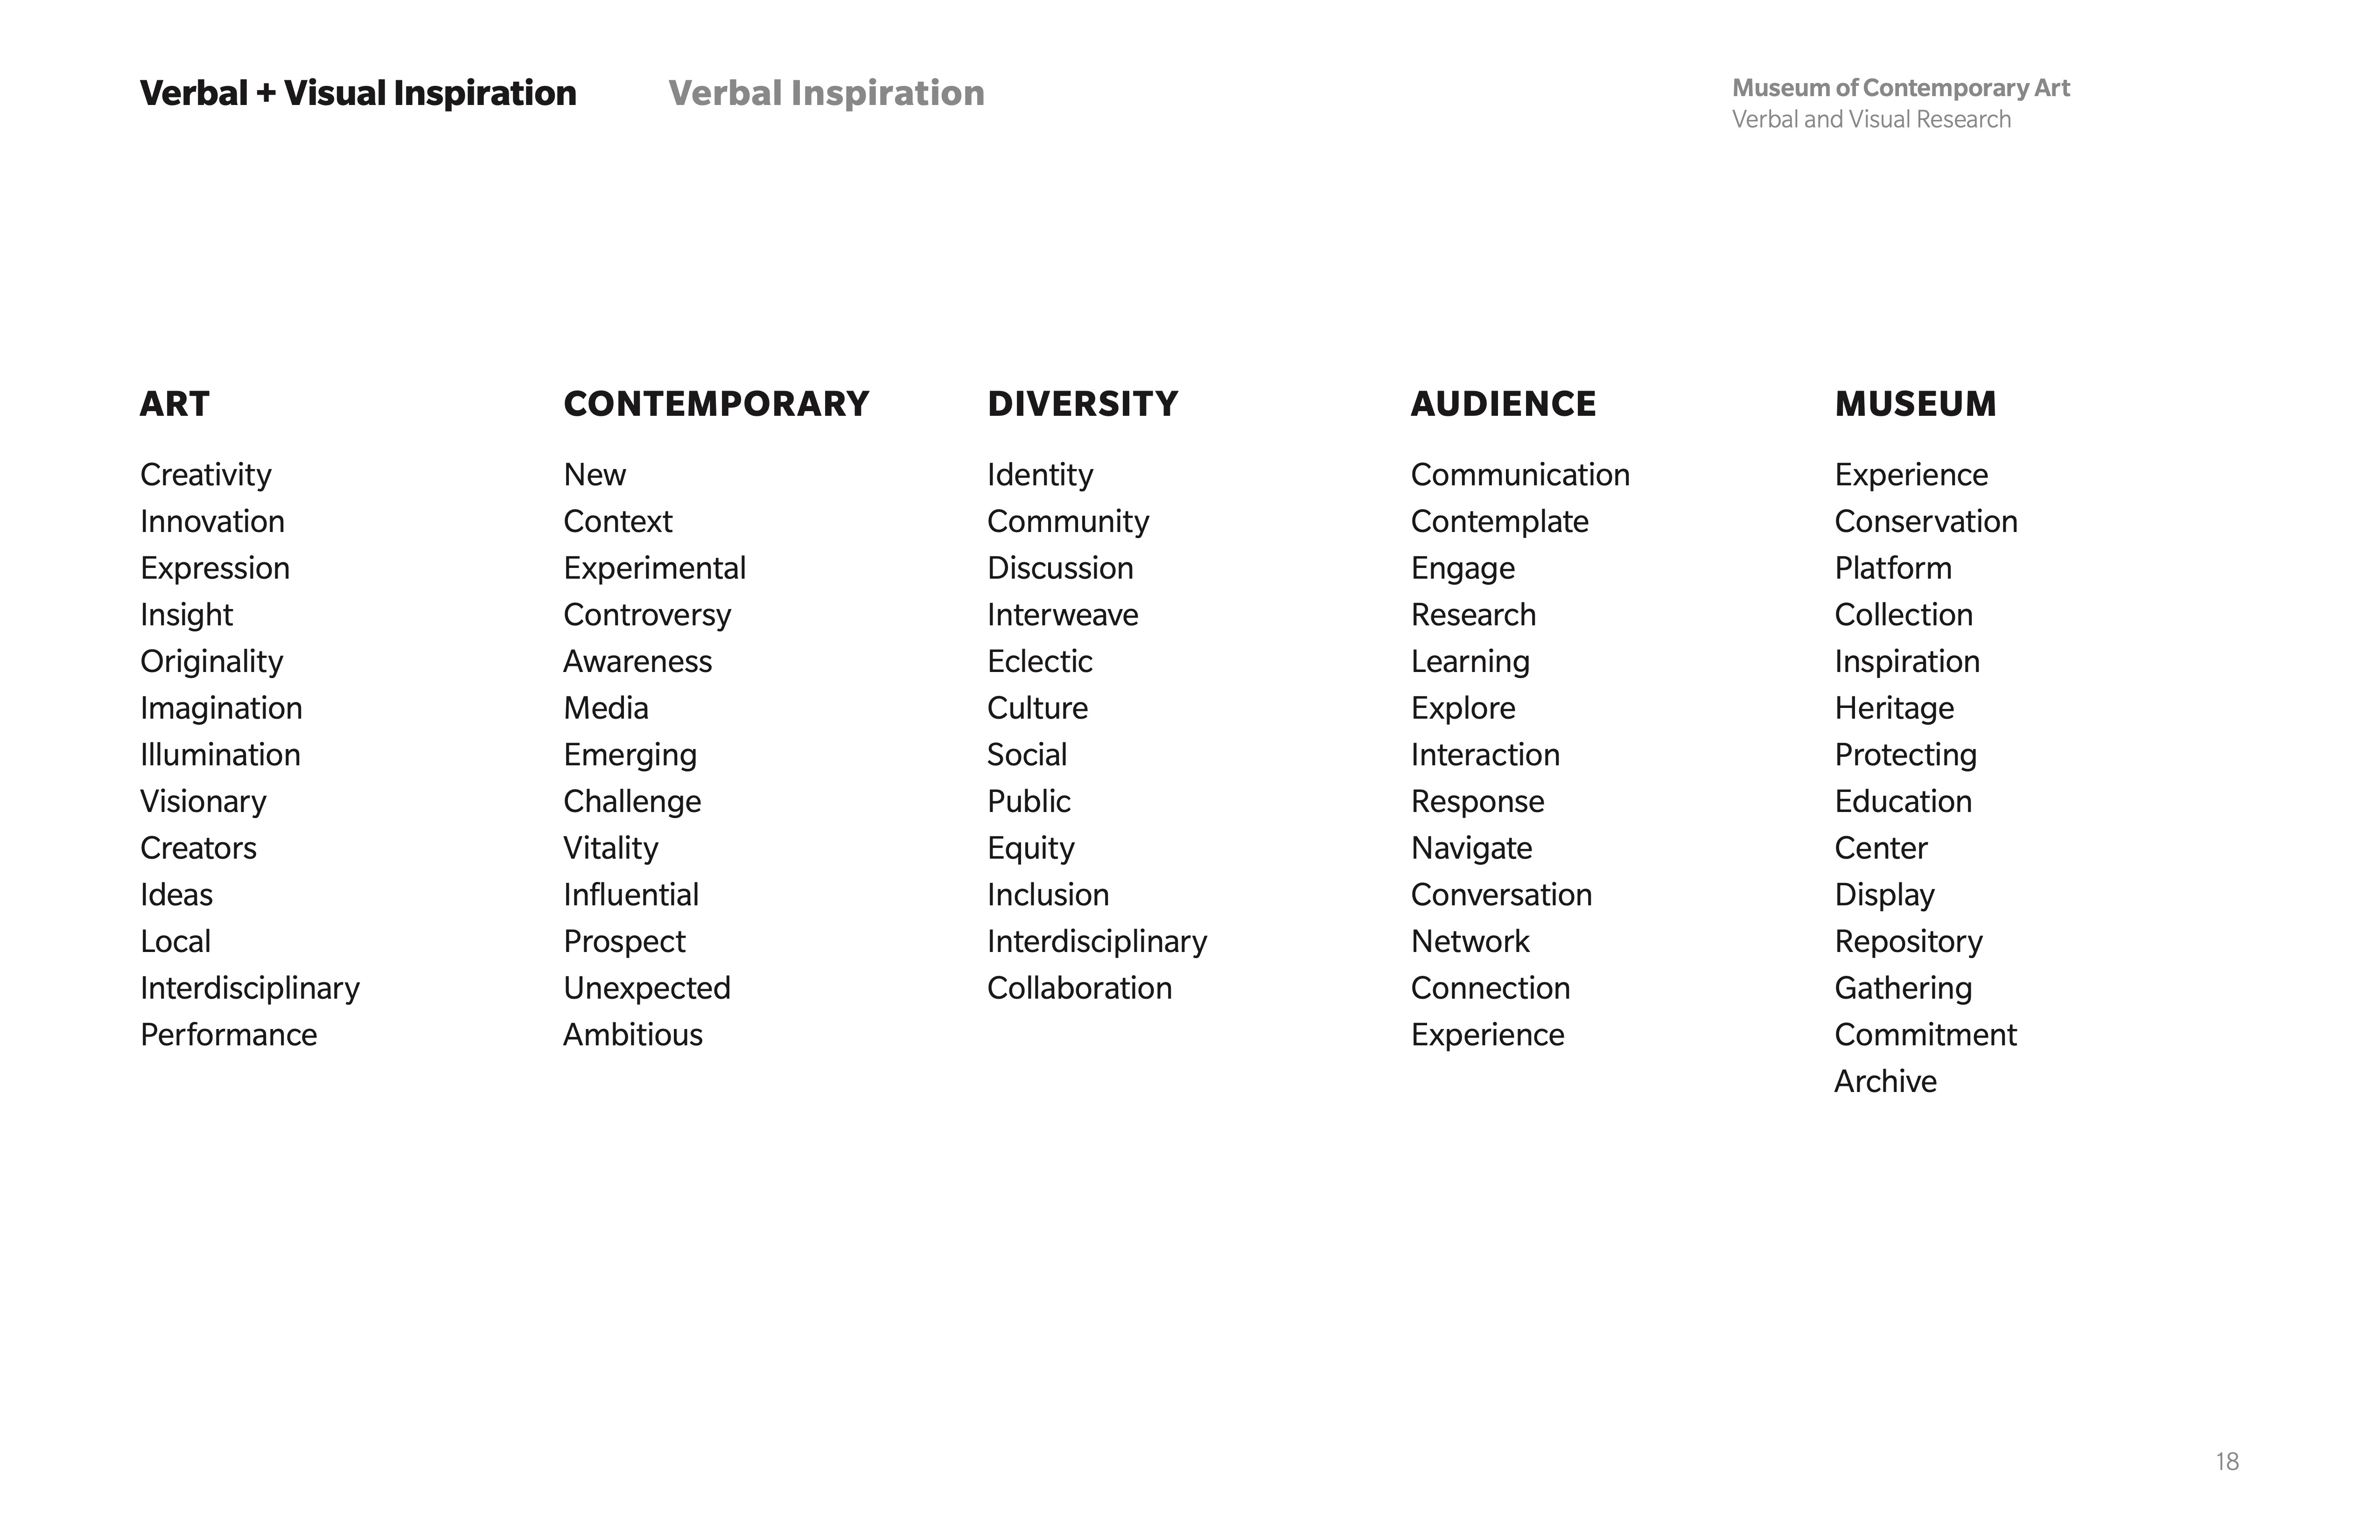 Verbal + Visual Inspiration
Verbal Inspiration
Museum of Contemporary Art
Verbal and Visual Research
ART
Creativity
Innovation
Expression
Insight
Originality
Imagination
Illumination
Visionary
Creators
Ideas
Local
Interdisciplinary
Performance
CONTEMPORARY
New
Context
Experimental
Controversy
Awareness
Media
Emerging
Challenge
Vitality
Influential
Prospect
Unexpected
Ambitious
DIVERSITY
Identity
Community
Discussion
Interweave
Eclectic
Culture
Social
Public
Equity
Inclusion
Interdisciplinary
Collaboration
AUDIENCE
Communication
Contemplate
Engage
Research
Learning
Explore
Interaction
Response
Navigate
Conversation
Network
Connection
Experience
MUSEUM
Experience
Conservation
Platform
Collection
Inspiration
Heritage
Protecting
Education
Center
Display
Repository
Gathering
Commitment
Archive
18